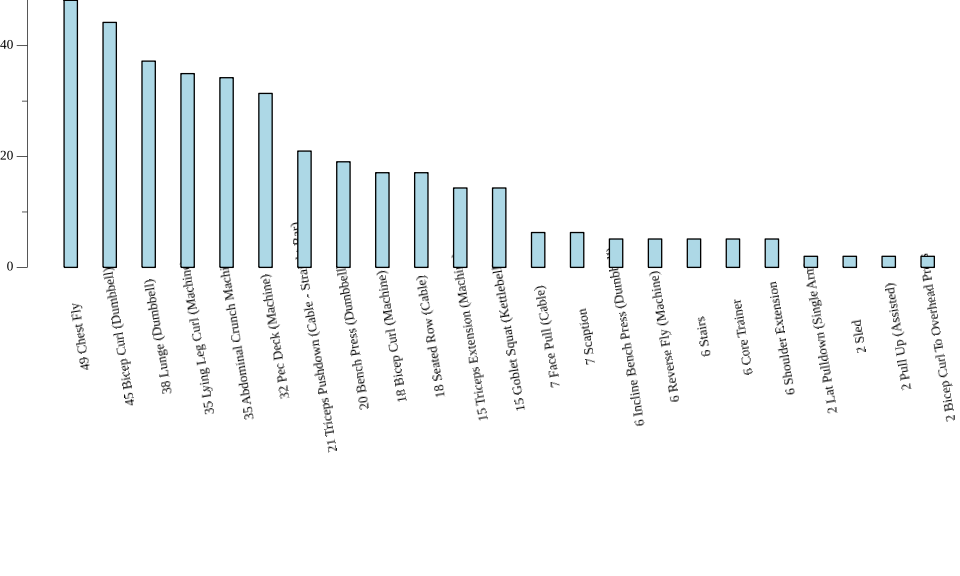 40
20
0
49 Chest Fly
45 Bicep Curl (Dumbbell)
38 Lunge (Dumbbell)
35 Lying Leg Curl (Machine
35 Abdominal Crunch Machi
32 Pec Deck (Machine)
21 Triceps Pushdown (Cable - Stra Bar)
20 Bench Press (Dumbbell
18 Bicep Curl (Machine)
18 Seated Row (Cable)
15 Triceps Extension (Machin
15 Goblet Squat (Kettlebel
7 Face Pull (Cable)
7 Scaption
6 Incline Bench Press (Dumbb
6 Reverse Fly (Machine)
6 Stairs
6 Core Trainer
6 Shoulder Extension
2 Lat Pulldown (Single Arm
2 Sled
2 Pull Up (Assisted)
2 Bicep Curl To Overhead Press